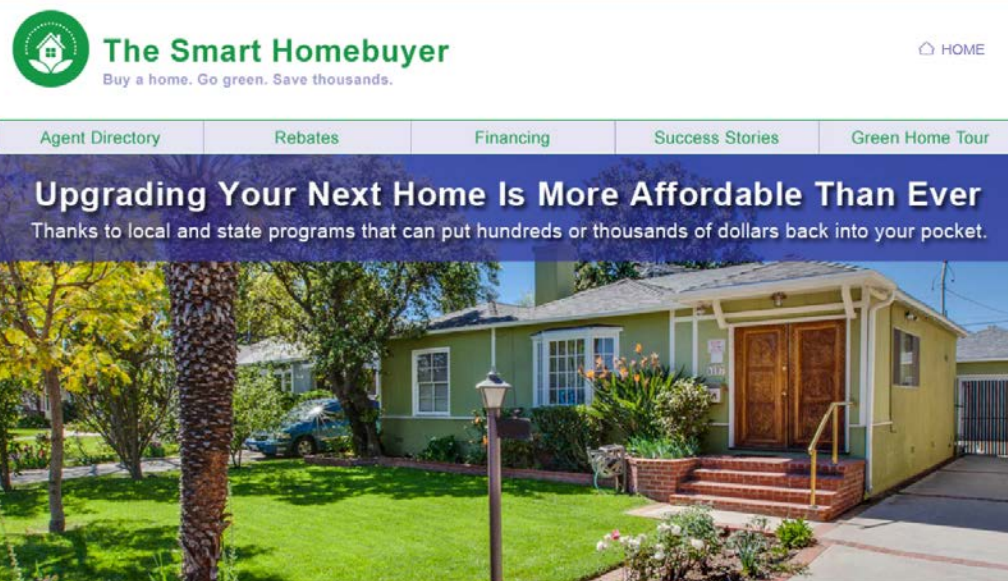 The Smart Homebuyer
Buy a home. Go green. Save thousands.
HOME
Agent Directory
Rebates
Financing
Success Stories
Green Home Tour
Upgrading Your Next Home Is More Affordable Than Ever
Thanks to local and state programs that can put hundreds or thousands of dollars back into your pocket.